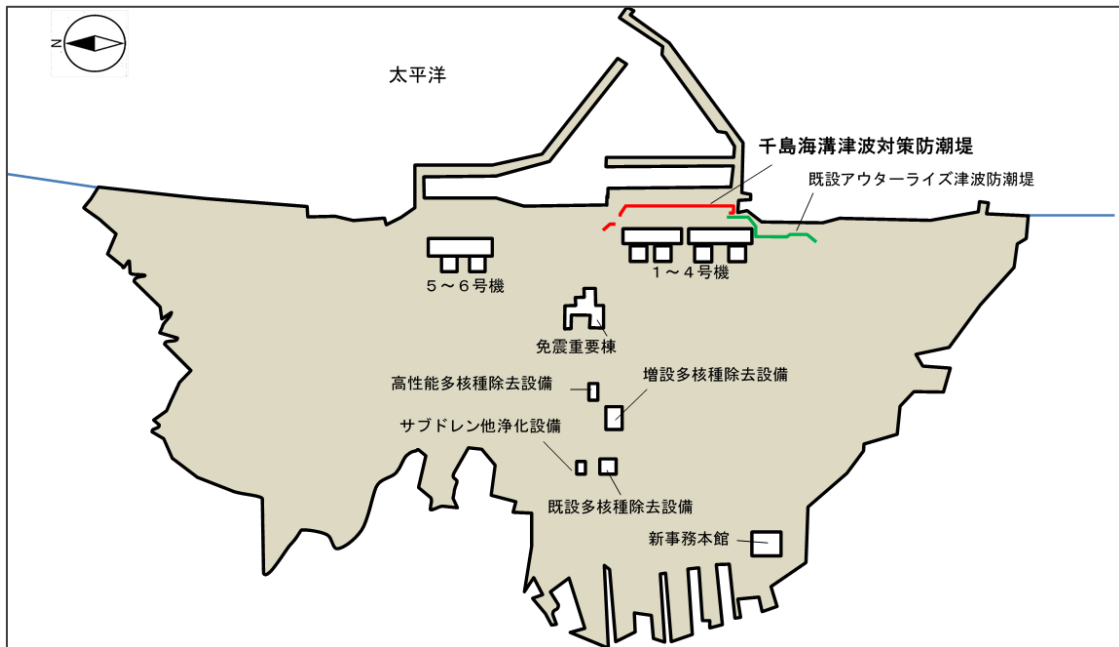 N
太平洋
千島海溝津波対策防潮堤
既設アウターライズ津波防潮堤
5～6号機
1～4号機
免震重要棟
高性能多核種除去設備
増設多核種除去設備
サブドレン他浄化設備
既設多核種除去設備
新事務本館